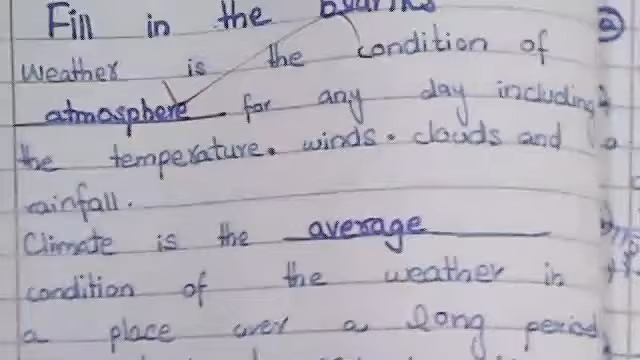 Fill in the
Weather is the condition of
atmosphere for any day including
the temperature. winds. clouds and
rainfall.
Climate is the average
condition of the weather in
a place over a long period